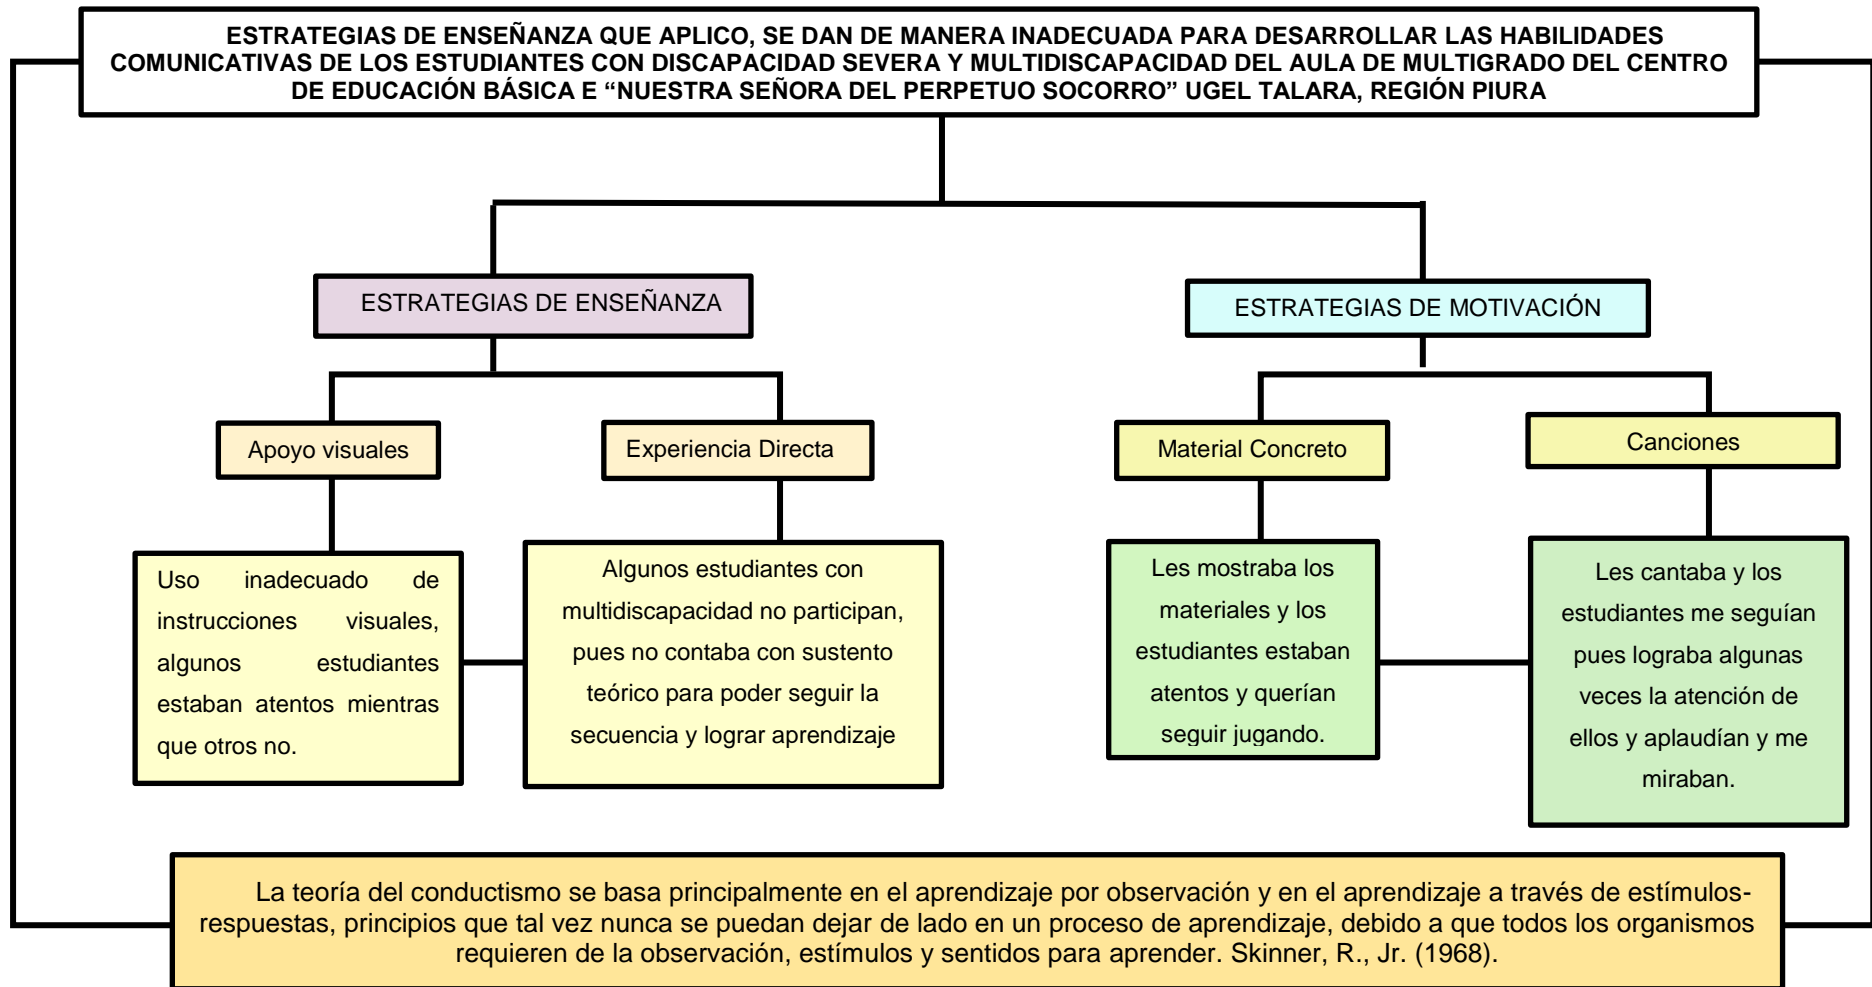 ESTRATEGIAS DE ENSEÑANZA QUE APLICO, SE DAN DE MANERA INADECUADA PARA DESARROLLAR LAS HABILIDADES
COMUNICATIVAS DE LOS ESTUDIANTES CON DISCAPACIDAD SEVERA Y MULTIDISCAPACIDAD DEL AULA DE MULTIGRADO DEL CENTRO
DE EDUCACIÓN BÁSICA E “NUESTRA SEÑORA DEL PERPETUO SOCORRO” UGEL TALARA, REGIÓN PIURA
ESTRATEGIAS DE ENSEÑANZA
ESTRATEGIAS DE MOTIVACIÓN
Apoyo visuales
Experiencia Directa
Material Concreto
Canciones
Uso inadecuado de
instrucciones visuales,
algunos estudiantes
estaban atentos mientras
que otros no.
Algunos estudiantes con
multidiscapacidad no participan,
pues no contaba con sustento
teórico para poder seguir la
secuencia y lograr aprendizaje
Les mostraba los
materiales y los
estudiantes estaban
atentos y querían
seguir jugando.
Les cantaba y los
estudiantes me seguían
pues lograba algunas
veces la atención de
ellos y aplaudían y me
miraban.
La teoría del conductismo se basa principalmente en el aprendizaje por observación y en el aprendizaje a través de estímulos-
respuestas, principios que tal vez nunca se puedan dejar de lado en un proceso de aprendizaje, debido a que todos los organismos
requieren de la observación, estímulos y sentidos para aprender. Skinner, R., Jr. (1968).